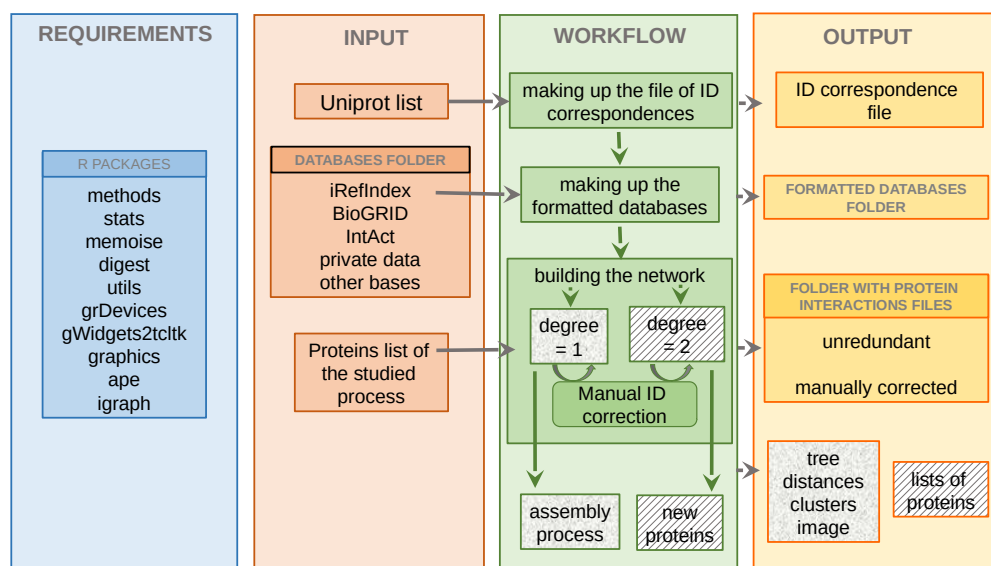 REQUIREMENTS
R PACKAGES
methods
stats
memoise
digest
utils
grDevices
gWidgets2tcltk
graphics
ape
igraph
INPUT
Uniprot list
DATABASES FOLDER
iRefIndex
BioGRID
IntAct
private data
other bases
Proteins list of
the studied
process
WORKFLOW
making up the file of ID
correspondences
making up the
formatted databases
building the network
degree
= 1
degree
= 2
Manual ID
correction
assembly
process
new
proteins
OUTPUT
ID correspondence
file
FORMATTED DATABASES
FOLDER
FOLDER WITH PROTEIN
INTERACTIONS FILES
unredundant
manually corrected
tree
distances
clusters
image
lists of
proteins